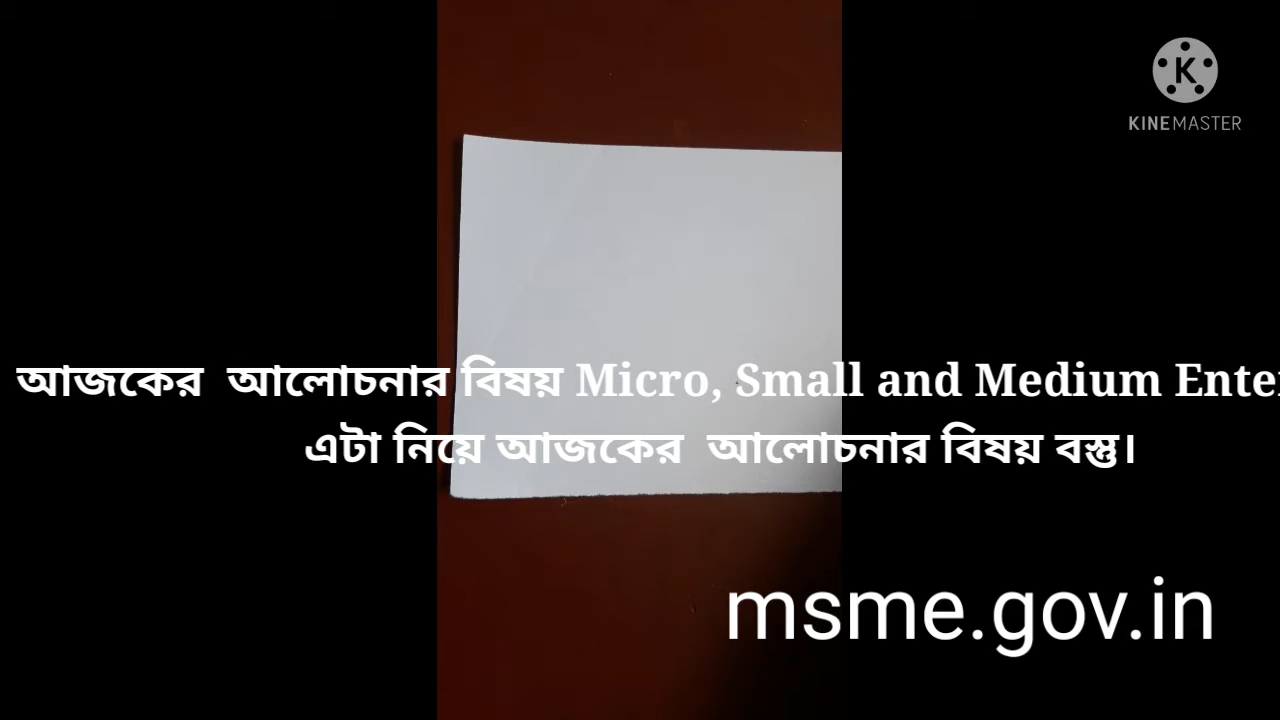 KINEMASTER
আজকের আলোচনার বিষয় Micro, Small and Medium
এটা নিয়ে আজকের আলোচনার বিষয় বস্তু।
msme.gov.in